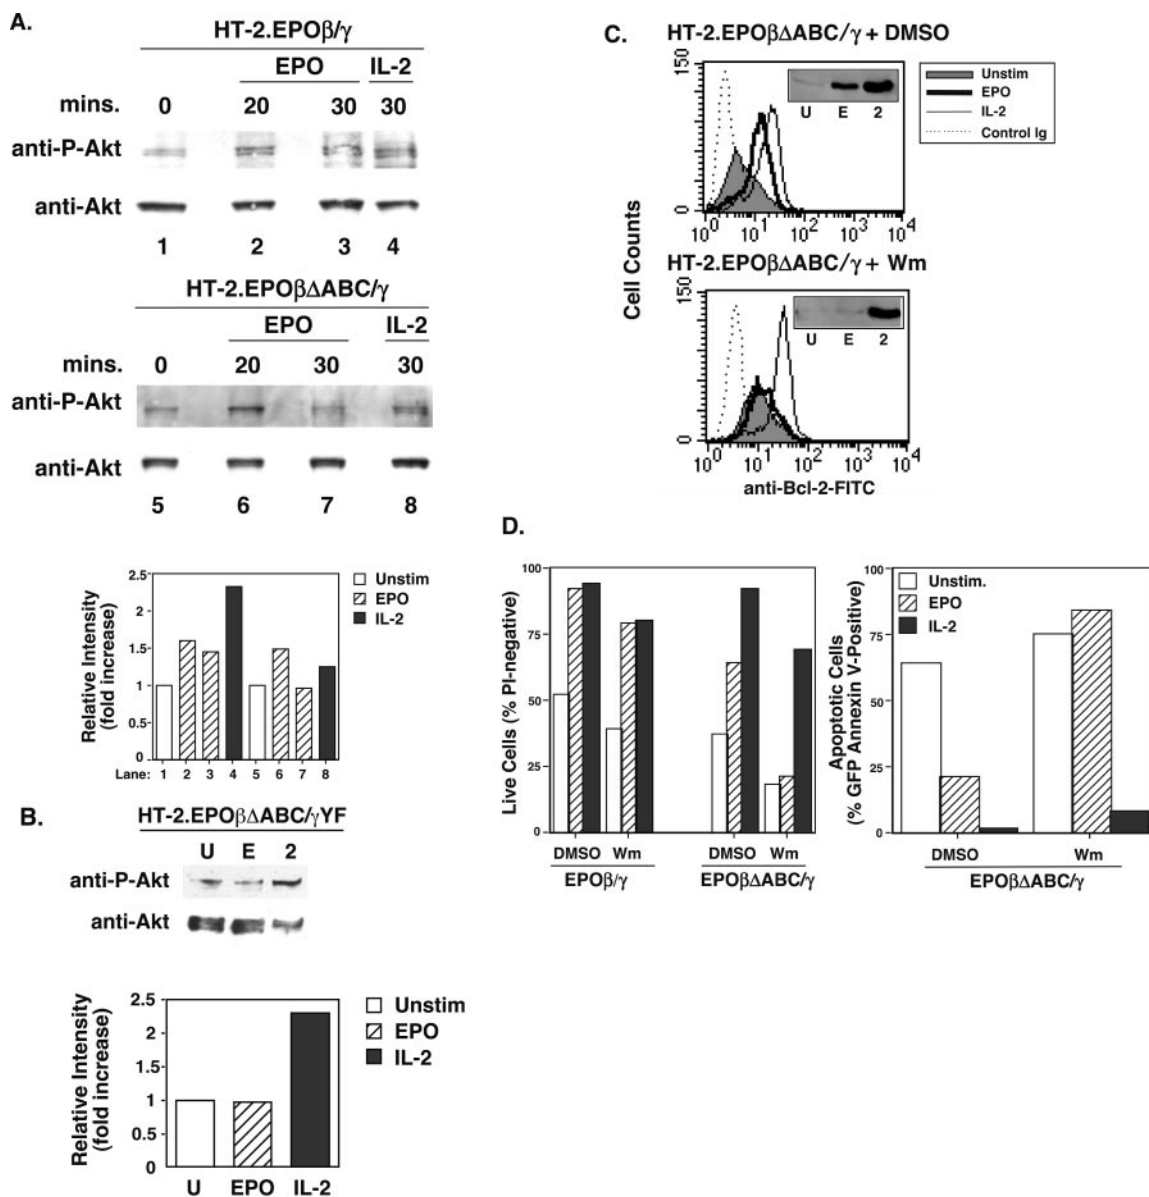 A.
HT-2.EPOβ/γ
EPO IL-2
mins. 0 20 30 30
anti-P-Akt
anti-Akt
1 2 3 4
HT-2.EPOβΔABC/γ
EPO IL-2
mins. 0 20 30 30
anti-P-Akt
anti-Akt
5 6 7 8
Relative Intensity
(fold increase)
2.5
2
1.5
1
0.5
0
Lane: 1 2 3 4 5 6 7 8
Unstim
EPO
IL-2
B.
HT-2.EPOβΔABC/γYF
U E 2
anti-P-Akt
anti-Akt
Relative Intensity
(fold increase)
2.5
2
1
0.5
0
U EPO IL-2
Unstim
EPO
IL-2
C.
HT-2.EPOβΔABC/γ + DMSO
150
0
U E 2
10⁰ 10¹ 10² 10³ 10⁴
Unstim
EPO
IL-2
Control Ig
Cell Counts
HT-2.EPOβΔABC/γ + Wm
150
0
U E 2
10⁰ 10¹ 10² 10³ 10⁴
anti-Bcl-2-FITC
D.
Live Cells (% PI-negative)
100
75
50
25
0
DMSO Wm DMSO Wm
EPOβ/γ EPOβΔABC/γ
Apoptotic Cells
(% GFP Annexin V-Positive)
100
75
50
25
0
Unstim.
EPO
IL-2
DMSO Wm
EPOβΔABC/γ